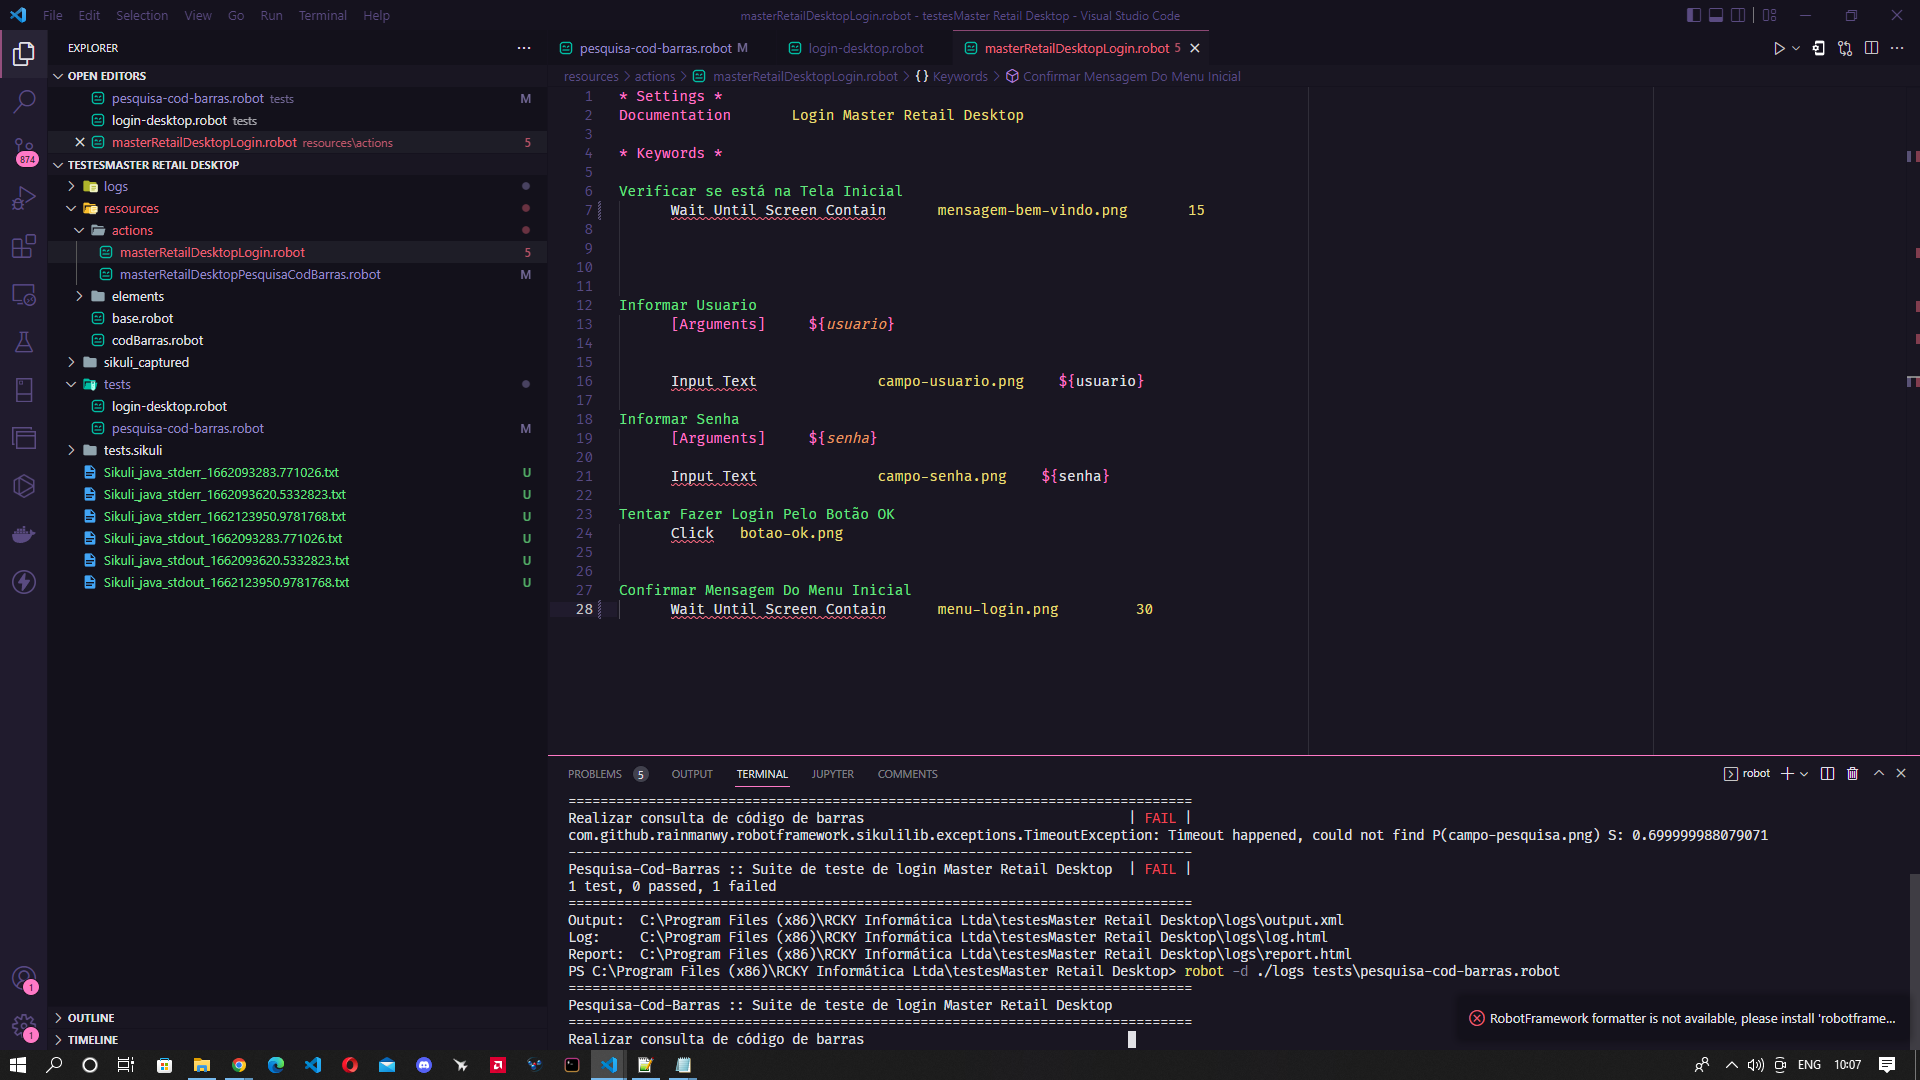 File Edit Selection View Go Run Terminal Help
masterRetailDesktopLogin.robot - testesMaster Retail Desktop - Visual Studio Code
EXPLORER
OPEN EDITORS
pesquisa-cod-barras.robot tests M
login-desktop.robot tests
masterRetailDesktopLogin.robot resources\actions 5
TESTESMASTER RETAIL DESKTOP
logs
resources
actions
masterRetailDesktopLogin.robot 5
masterRetailDesktopPesquisaCodBarras.robot M
elements
base.robot
codBarras.robot
sikuli_captured
tests
login-desktop.robot
pesquisa-cod-barras.robot M
tests.sikuli
Sikuli_java_stderr_1662093283.771026.txt U
Sikuli_java_stderr_1662093620.5332823.txt U
Sikuli_java_stderr_1662123950.9781768.txt U
Sikuli_java_stdout_1662093283.771026.txt U
Sikuli_java_stdout_1662093620.5332823.txt U
Sikuli_java_stdout_1662123950.9781768.txt U
OUTLINE
TIMELINE
874
1
1
pesquisa-cod-barras.robot M login-desktop.robot masterRetailDesktopLogin.robot 5
resources > actions > masterRetailDesktopLogin.robot > {} Keywords > Confirmar Mensagem Do Menu Inicial
1 * Settings *
2 Documentation Login Master Retail Desktop
3
4 * Keywords *
5
6 Verificar se está na Tela Inicial
7 Wait Until Screen Contain mensagem-bem-vindo.png 15
8
9
10
11
12 Informar Usuario
13 [Arguments] ${usuario}
14
15
16 Input Text campo-usuario.png ${usuario}
17
18 Informar Senha
19 [Arguments] ${senha}
20
21 Input Text campo-senha.png ${senha}
22
23 Tentar Fazer Login Pelo Botão OK
24 Click botao-ok.png
25
26
27 Confirmar Mensagem Do Menu Inicial
28 Wait Until Screen Contain menu-login.png 30
PROBLEMS 5 OUTPUT TERMINAL JUPYTER COMMENTS
robot
==============================================================================
Realizar consulta de código de barras | FAIL |
com.github.rainmanwy.robotframework.sikulilib.exceptions.TimeoutException: Timeout happened, could not find P(campo-pesquisa.png) S: 0.699999988079071
------------------------------------------------------------------------------
Pesquisa-Cod-Barras :: Suite de teste de login Master Retail Desktop | FAIL |
1 test, 0 passed, 1 failed
==============================================================================
Output: C:\Program Files (x86)\RCKY Informática Ltda\testesMaster Retail Desktop\logs\output.xml
Log: C:\Program Files (x86)\RCKY Informática Ltda\testesMaster Retail Desktop\logs\log.html
Report: C:\Program Files (x86)\RCKY Informática Ltda\testesMaster Retail Desktop\logs\report.html
PS C:\Program Files (x86)\RCKY Informática Ltda\testesMaster Retail Desktop> robot -d ./logs tests\pesquisa-cod-barras.robot
==============================================================================
Pesquisa-Cod-Barras :: Suite de teste de login Master Retail Desktop
==============================================================================
Realizar consulta de código de barras
RobotFramework formatter is not available, please install 'robotframe...
ENG 10:07